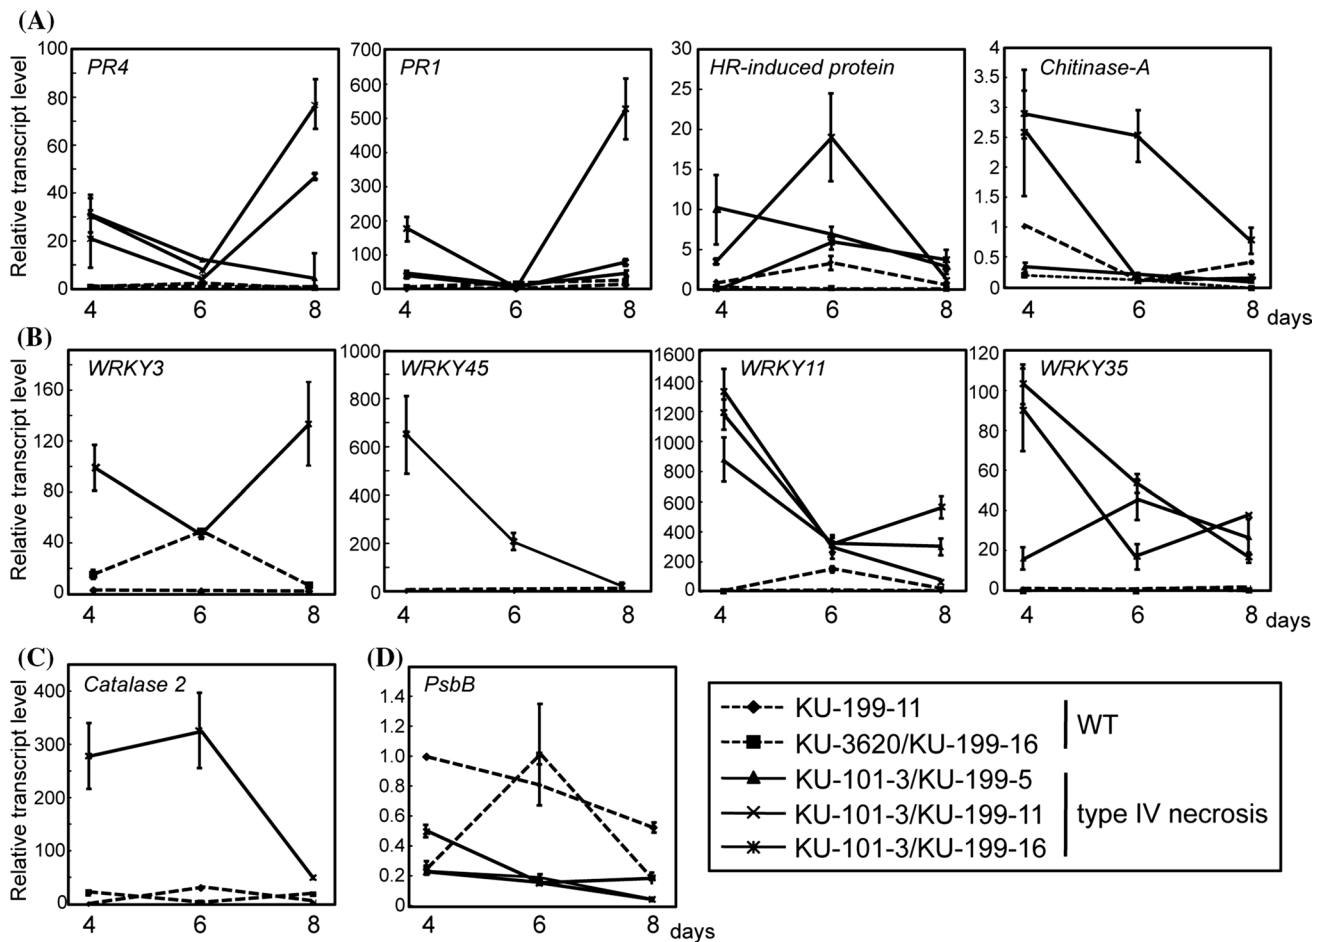 (A)
Relative transcript level
PR4
100
80
60
40
20
0
4 6 8
PR1
700
600
500
400
300
200
100
0
4 6 8
HR-induced protein
30
25
20
15
10
5
0
4 6 8
Chitinase-A
4
3.5
3
2.5
2
1.5
1
0.5
0
4 6 8 days
(B)
Relative transcript level
WRKY3
160
120
80
40
0
4 6 8
WRKY45
1000
800
600
400
200
0
4 6 8
WRKY11
1600
1400
1200
1000
800
600
400
200
0
4 6 8
WRKY35
120
100
80
60
40
20
0
4 6 8 days
(C)
Relative transcript level
Catalase 2
400
300
200
100
50
0
4 6 8
(D)
PsbB
1.4
1.2
1.0
0.8
0.6
0.4
0.2
0
4 6 8 days
KU-199-11
KU-3620/KU-199-16
WT
KU-101-3/KU-199-5
KU-101-3/KU-199-11
KU-101-3/KU-199-16
type IV necrosis